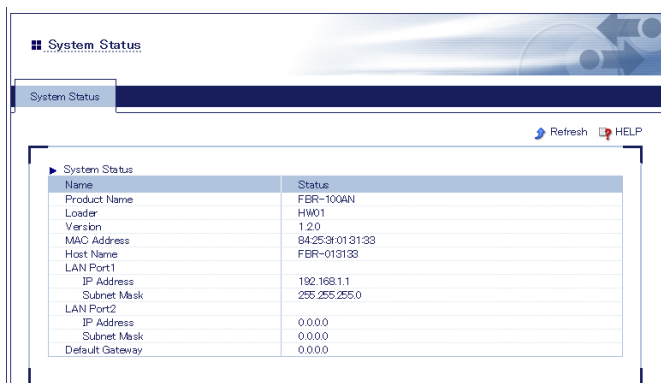 System Status
System Status
Refresh HELP
System Status
Name Status
Product Name FBR-100AN
Loader HW01
Version 1.2.0
MAC Address 84:25:3f:01:31:33
Host Name FBR-013133
LAN Port1
IP Address 192.168.1.1
Subnet Mask 255.255.255.0
LAN Port2
IP Address 0.0.0.0
Subnet Mask 0.0.0.0
Default Gateway 0.0.0.0